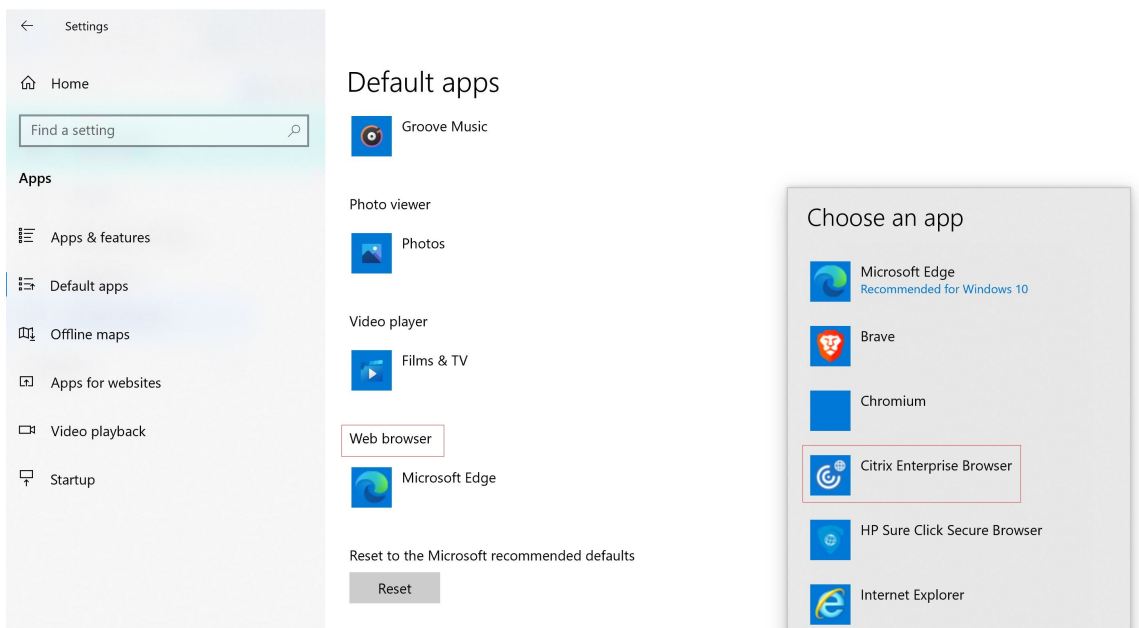 Settings
Home
Find a setting
Apps
Apps & features
Default apps
Offline maps
Apps for websites
Video playback
Startup
Default apps
Groove Music
Photo viewer
Photos
Video player
Films & TV
Web browser
Microsoft Edge
Reset to the Microsoft recommended defaults
Reset
Choose an app
Microsoft Edge
Recommended for Windows 10
Brave
Chromium
Citrix Enterprise Browser
HP Sure Click Secure Browser
Internet Explorer